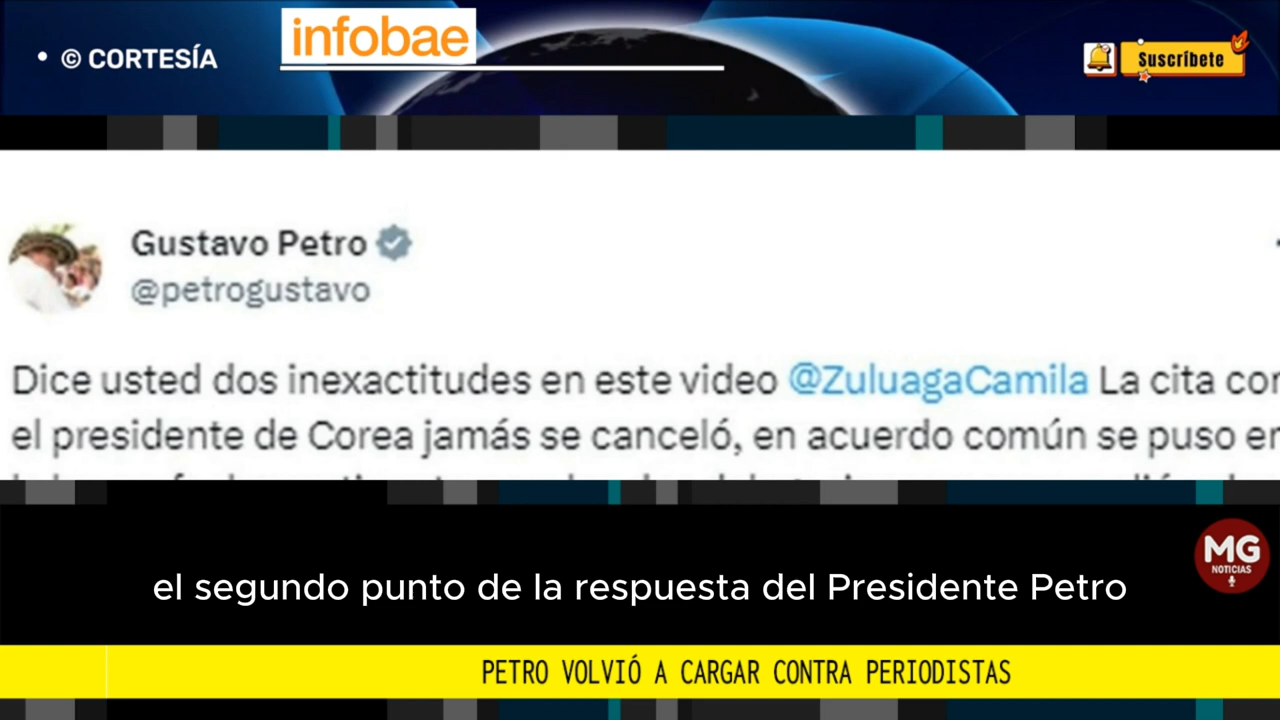 • © CORTESÍA
infobae
Suscríbete
Gustavo Petro
@petrogustavo
Dice usted dos inexactitudes en este video @ZuluagaCamila La cita
el presidente de Corea jamás se canceló, en acuerdo común se puso
el segundo punto de la respuesta del Presidente Petro
MG
NOTICIAS
PETRO VOLVIÓ A CARGAR CONTRA PERIODISTAS